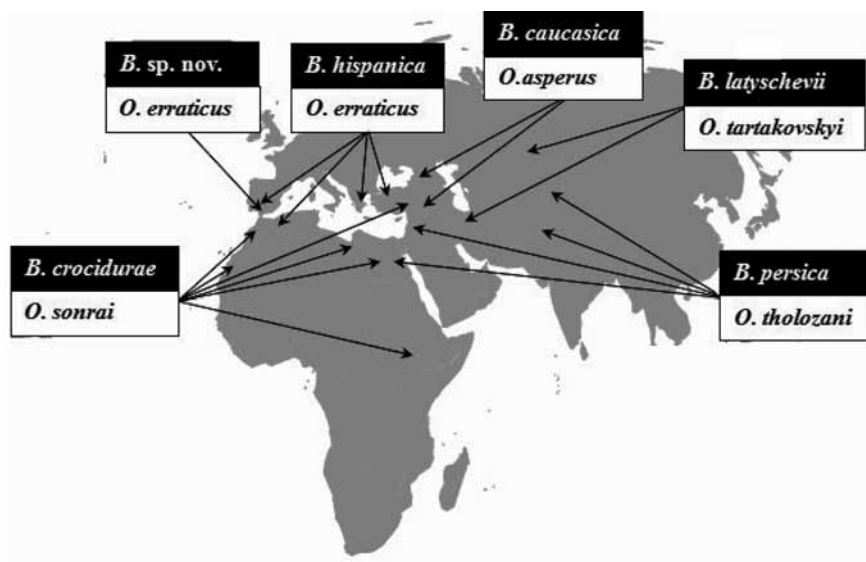 B. sp. nov.
O. erraticus
B. hispanica
O. erraticus
B. caucasica
O.asperus
B. latyschevii
O. tartakovskyi
B. crocidurae
O. sonrai
B. persica
O. tholozani